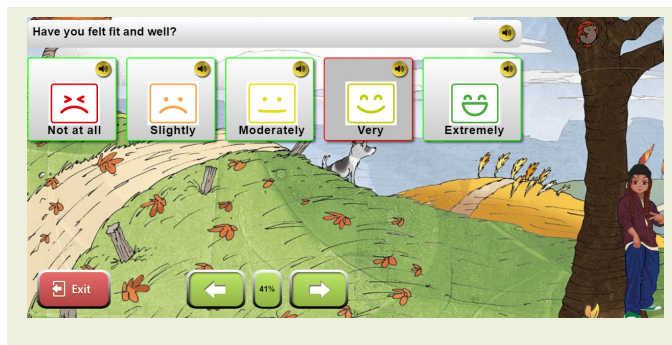 Have you felt fit and well?
Not at all
Slightly
Moderately
Very
Extremely
Exit
41%